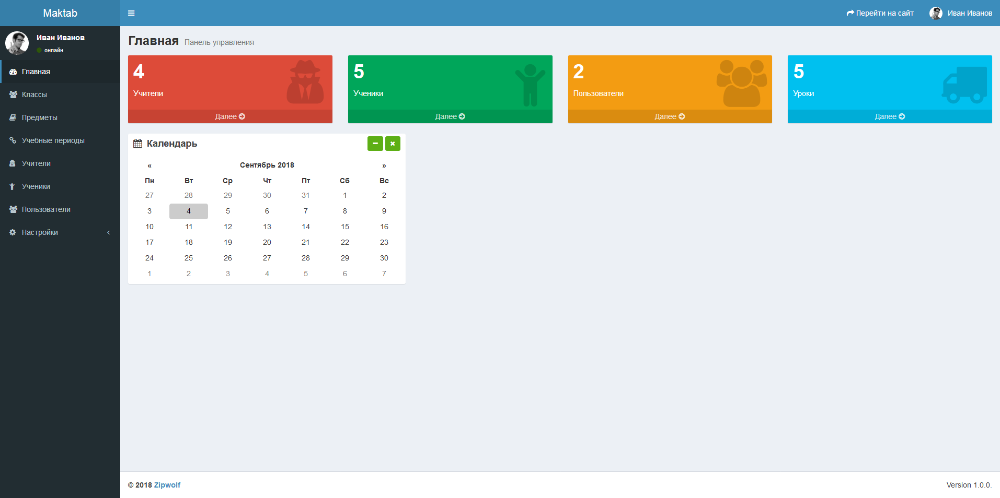 Maktab
Перейти на сайт
Иван Иванов
Иван Иванов
онлайн
Главная
Классы
Предметы
Учебные периоды
Учители
Ученики
Пользователи
Настройки
Главная Панель управления
4
Учители
Далее
5
Ученики
Далее
2
Пользователи
Далее
5
Уроки
Далее
Календарь
« Сентябрь 2018 »
Пн Вт Ср Чт Пт Сб Вс
27 28 29 30 31 1 2
3 4 5 6 7 8 9
10 11 12 13 14 15 16
17 18 19 20 21 22 23
24 25 26 27 28 29 30
1 2 3 4 5 6 7
© 2018 Zipwolf
Version 1.0.0.